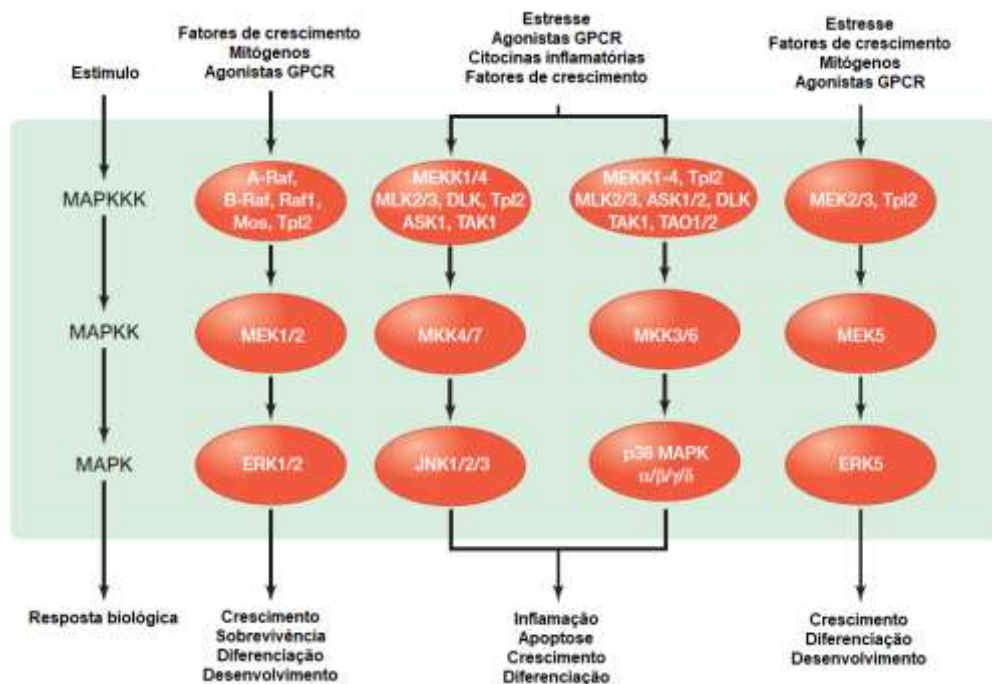 Estimulo
Fatores de crescimento
Mitógenos
Agonistas GPCR
Estresse
Agonistas GPCR
Citocinas inflamatórias
Fatores de crescimento
Estresse
Fatores de crescimento
Mitógenos
Agonistas GPCR
MAPKKK
A-Raf,
B-Raf, Raf1,
Mos, Tpl2
MEKK1/4
MLK2/3, DLK, Tpl2
ASK1, TAK1
MEKK1-4, Tpl2
MLK2/3, ASK1/2, DLK
TAK1, TAO1/2
MEK2/3, Tpl2
MAPKK
MEK1/2
MKK4/7
MKK3/6
MEK5
MAPK
ERK1/2
JNK1/2/3
p38 MAPK
α/β/γ/δ
ERK5
Resposta biológica
Crescimento
Sobrevivência
Diferenciação
Desenvolvimento
Inflamação
Apoptose
Crescimento
Diferenciação
Crescimento
Diferenciação
Desenvolvimento